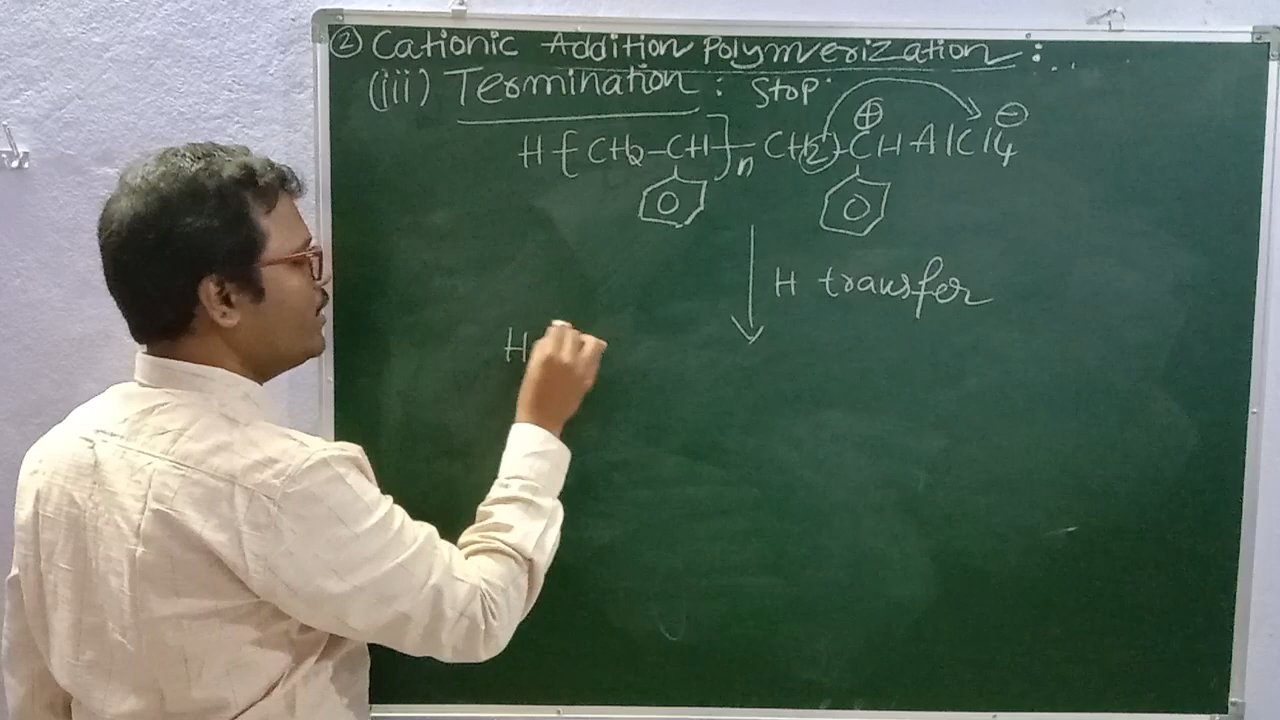 ② Cationic Addition Polymerization :
(iii) Termination : Stop
H-[CH2-CH]n-CH2-CH⊕ AlCl4⊖
H transfer
H